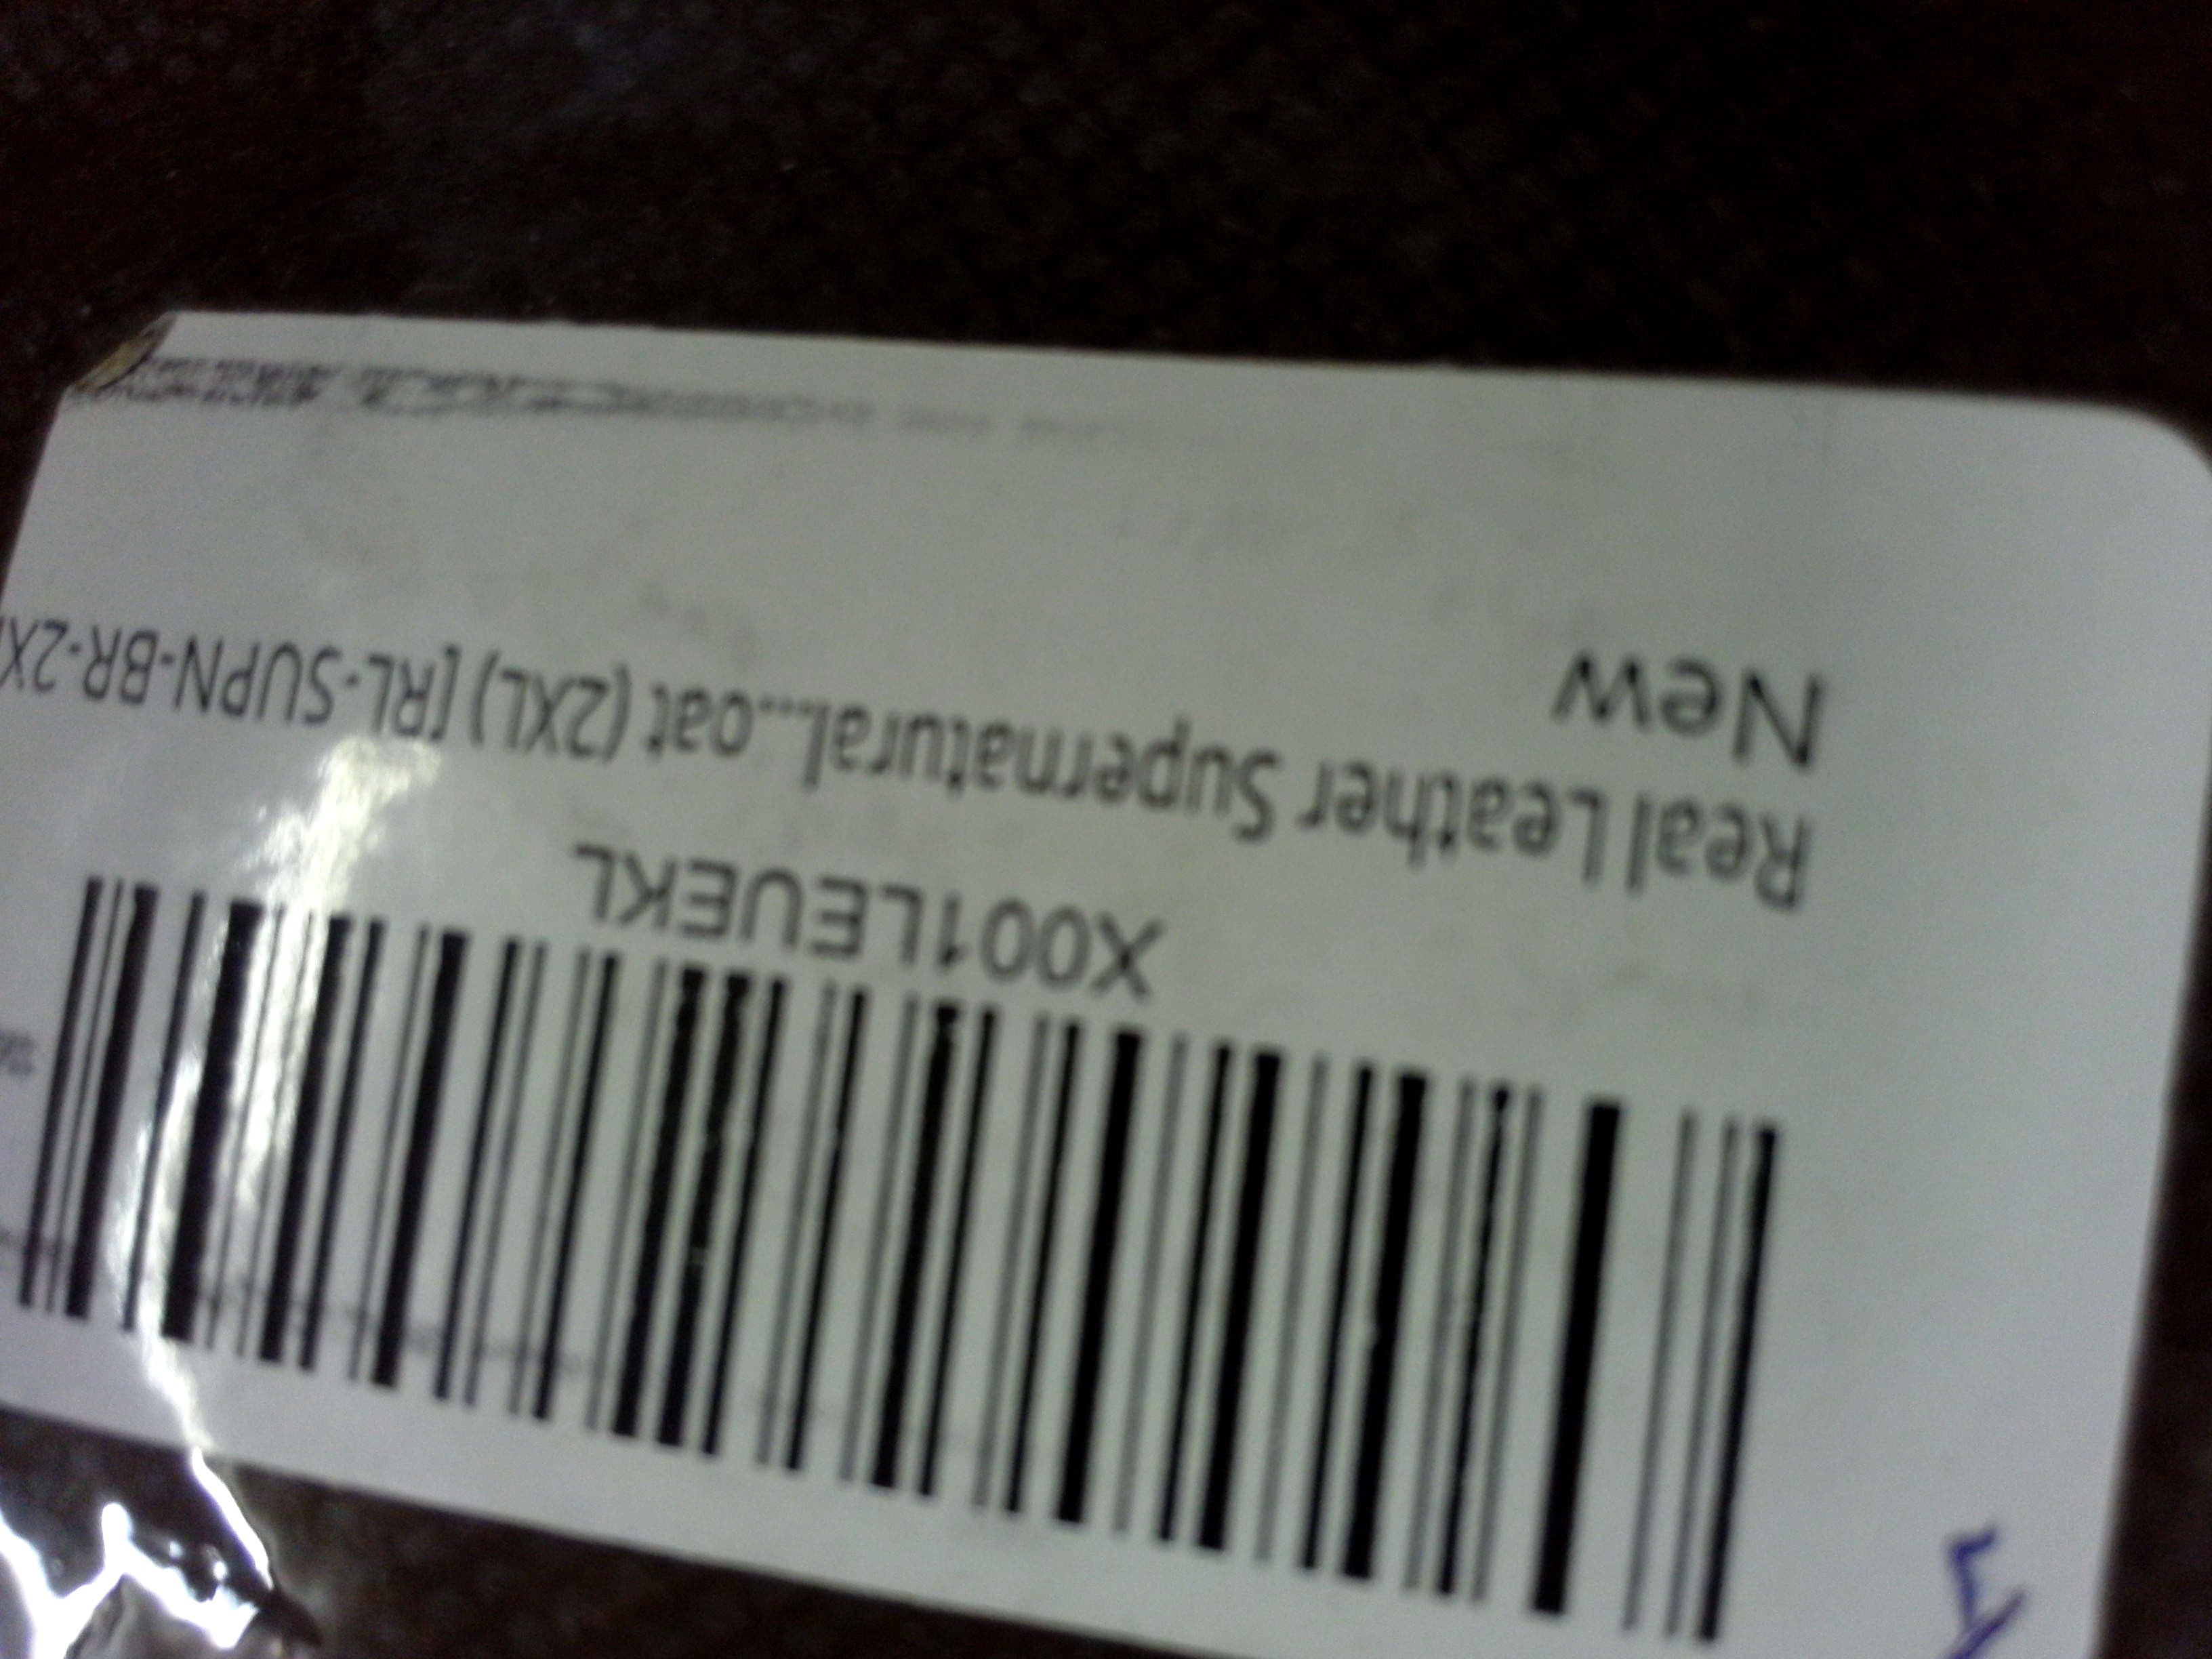 X001LEUEKL
Real Leather Supernatural...oat (2XL) [RL-SUPN-BR-2X
New